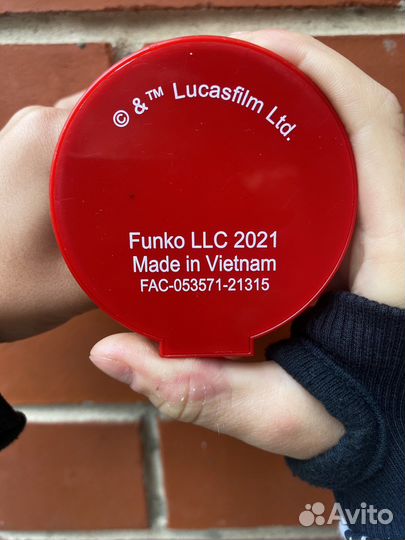 © &™ Lucasfilm Ltd.
Funko LLC 2021
Made in Vietnam
FAC-053571-21315
Avito